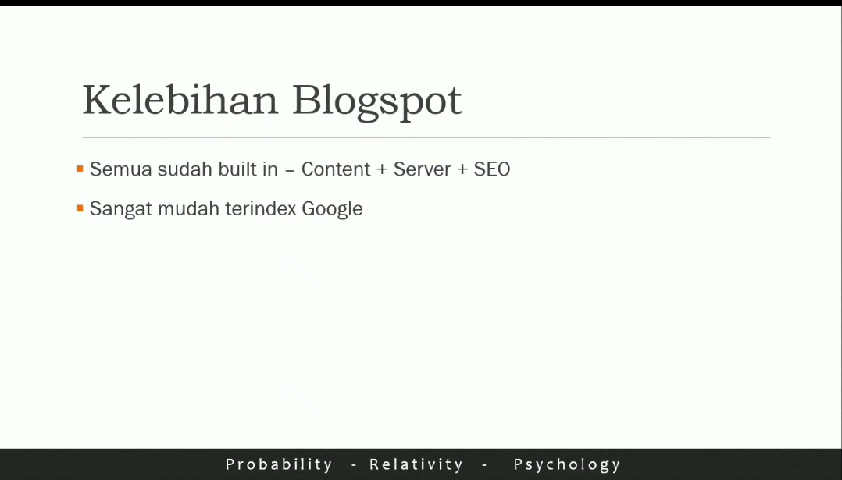 Kelebihan Blogspot
Semua sudah built in – Content + Server + SEO
Sangat mudah terindex Google
Probability - Relativity - Psychology